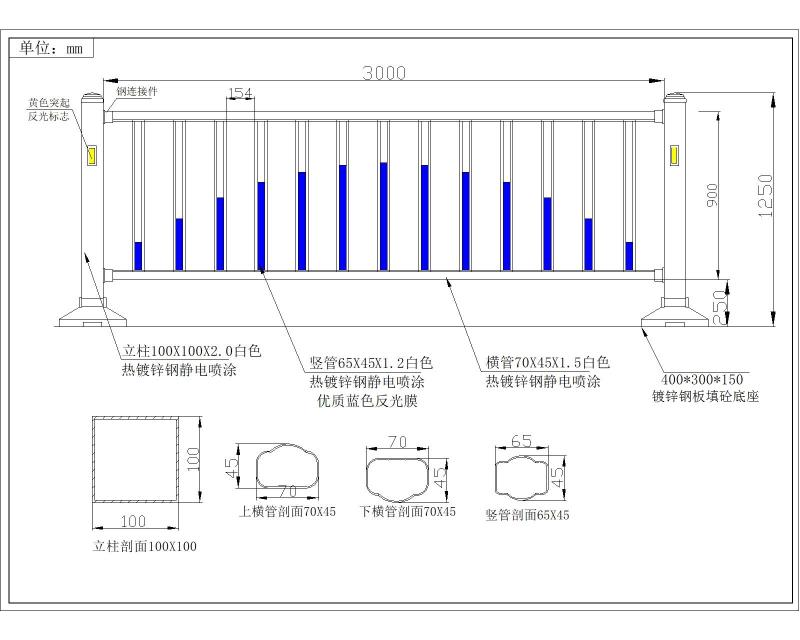 单位：mm
3000
钢连接件
154
黄色突起
反光标志
900
1250
250
立柱100X100X2.0白色
热镀锌钢静电喷涂
竖管65X45X1.2白色
热镀锌钢静电喷涂
优质蓝色反光膜
横管70X45X1.5白色
热镀锌钢静电喷涂
400*300*150
镀锌钢板填砼底座
100
100
立柱剖面100X100
45
70
上横管剖面70X45
70
45
下横管剖面70X45
65
45
竖管剖面65X45